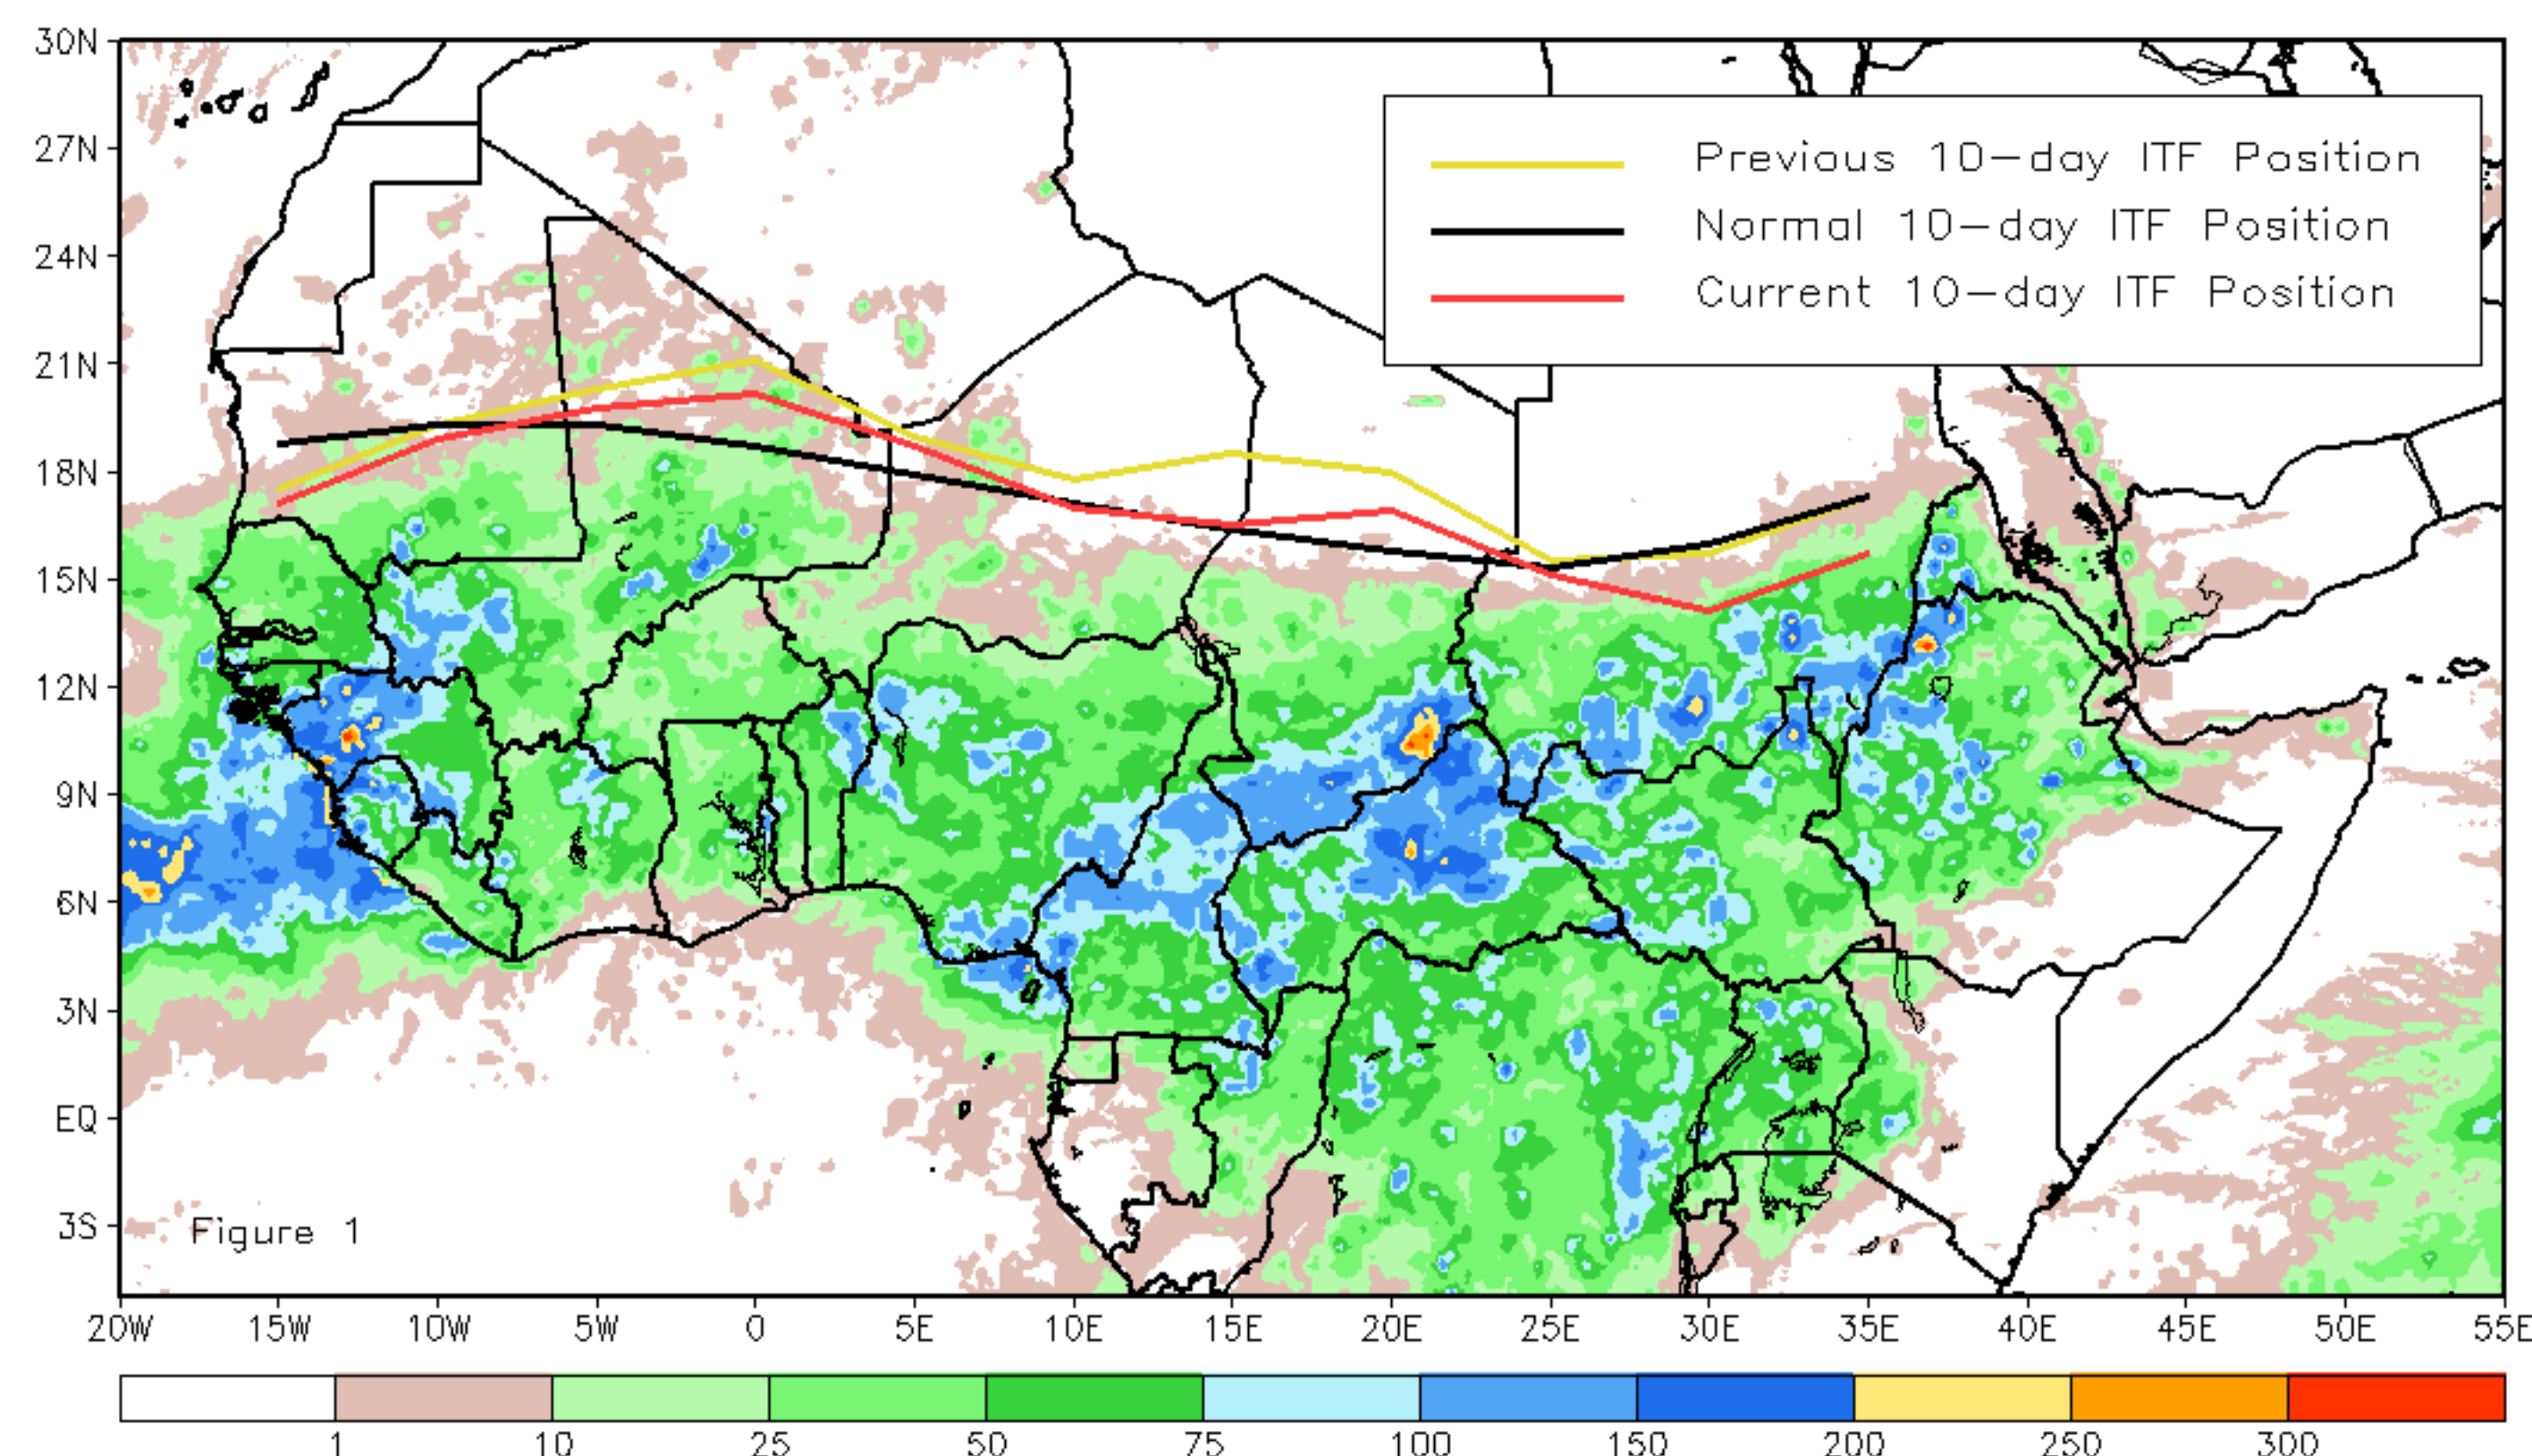 30N
27N
24N
21N
18N
15N
12N
9N
6N
3N
EQ
3S
Previous 10-day ITF Position
Normal 10-day ITF Position
Current 10-day ITF Position
Figure 1
20W 15W 10W 5W 0 5E 10E 15E 20E 25E 30E 35E 40E 45E 50E 55E
1 10 25 50 75 100 150 200 250 300